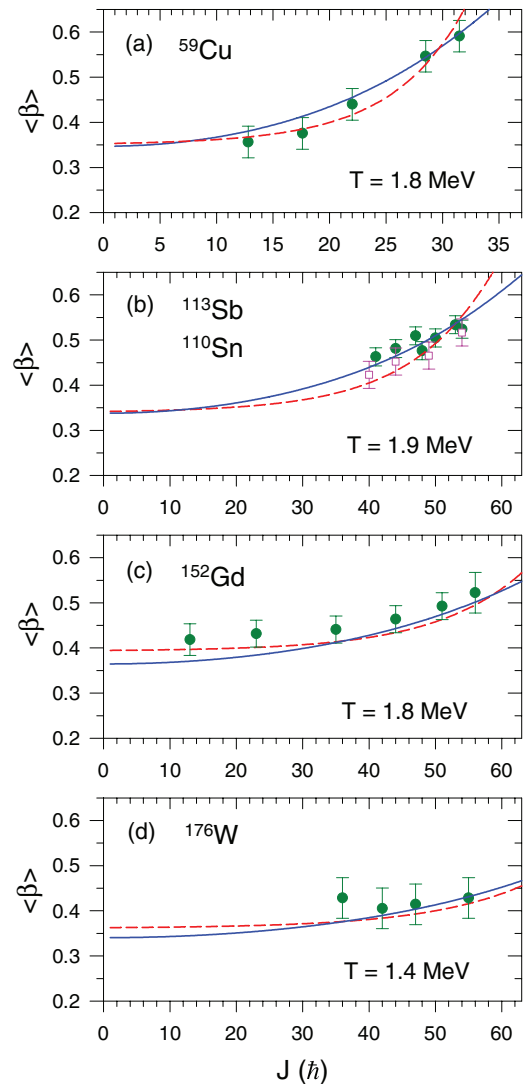 (a) ⁵⁹Cu
0.6
0.5
0.4
0.3
0.2
<β>
T = 1.8 MeV
0 5 10 15 20 25 30 35
(b) ¹¹³Sb
¹¹⁰Sn
0.6
0.5
0.4
0.3
0.2
<β>
T = 1.9 MeV
0 10 20 30 40 50 60
(c) ¹⁵²Gd
0.6
0.5
0.4
0.3
0.2
<β>
T = 1.8 MeV
0 10 20 30 40 50 60
(d) ¹⁷⁶W
0.6
0.5
0.4
0.3
0.2
<β>
T = 1.4 MeV
0 10 20 30 40 50 60
J (ℏ)